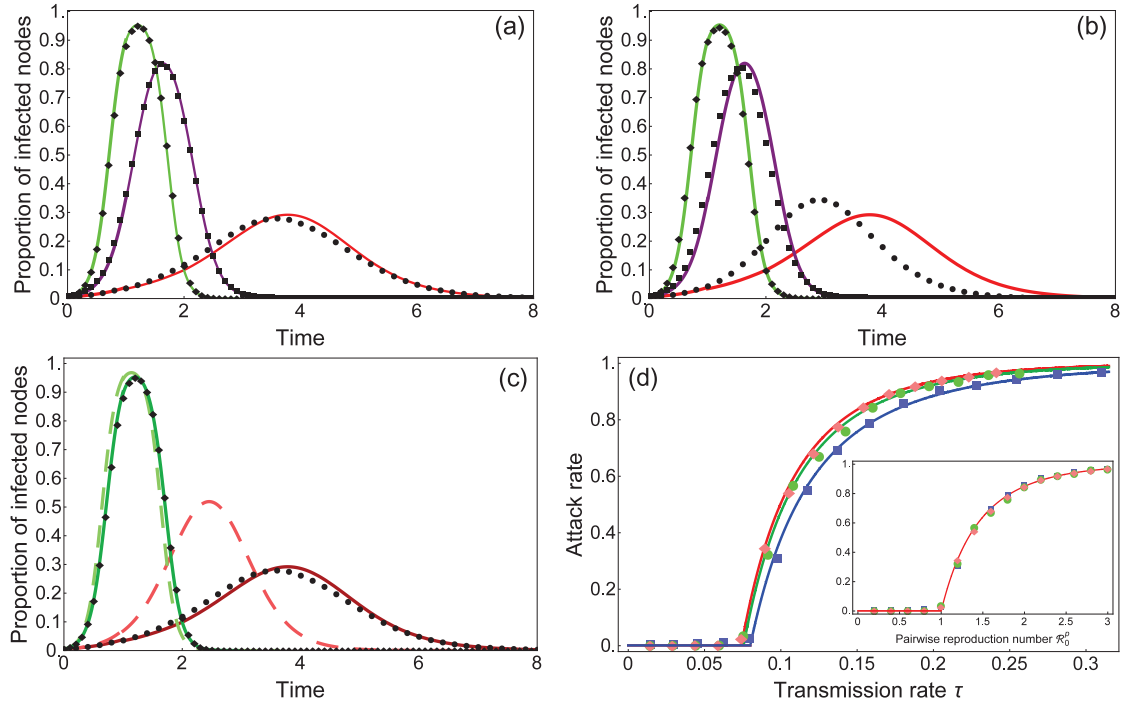 (a)
Proportion of infected nodes
1.
0.9
0.8
0.7
0.6
0.5
0.4
0.3
0.2
0.1
0
0 2 4 6 8
Time
(b)
Proportion of infected nodes
1.
0.9
0.8
0.7
0.6
0.5
0.4
0.3
0.2
0.1
0
0 2 4 6 8
Time
(c)
Proportion of infected nodes
1.
0.9
0.8
0.7
0.6
0.5
0.4
0.3
0.2
0.1
0.
0 2 4 6 8
Time
(d)
Attack rate
1.
0.8
0.6
0.4
0.2
0.
0 0.05 0.1 0.15 0.2 0.25 0.3
Transmission rate τ
1.0
0.8
0.6
0.4
0.2
0.
0 0.5 1 1.5 2 2.5 3
Pairwise reproduction number ℛ₀ᵖ